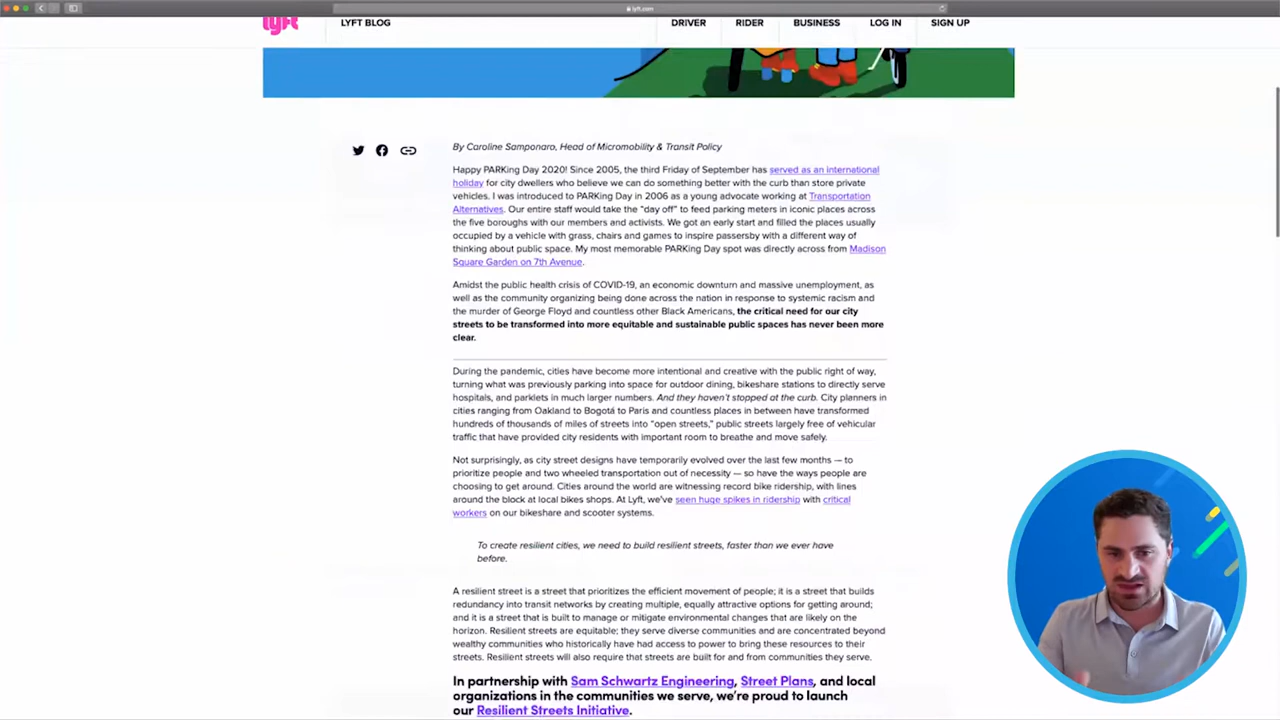 lyft.com
lyft
LYFT BLOG
DRIVER
RIDER
BUSINESS
LOG IN
SIGN UP
By Caroline Samponaro, Head of Micromobility & Transit Policy
Happy PARKing Day 2020! Since 2005, the third Friday of September has served as an international
holiday for city dwellers who believe we can do something better with the curb than store private
vehicles. I was introduced to PARKing Day in 2006 as a young advocate working at Transportation
Alternatives. Our entire staff would take the “day off” to feed parking meters in iconic places across
the five boroughs with our members and activists. We got an early start and filled the places usually
occupied by a vehicle with grass, chairs and games to inspire passersby with a different way of
thinking about public space. My most memorable PARKing Day spot was directly across from Madison
Square Garden on 7th Avenue.
Amidst the public health crisis of COVID-19, an economic downturn and massive unemployment, as
well as the community organizing being done across the nation in response to systemic racism and
the murder of George Floyd and countless other Black Americans, the critical need for our city
streets to be transformed into more equitable and sustainable public spaces has never been more
clear.
During the pandemic, cities have become more intentional and creative with the public right of way,
turning what was previously parking into space for outdoor dining, bikeshare stations to directly serve
hospitals, and parklets in much larger numbers. And they haven’t stopped at the curb. City planners in
cities ranging from Oakland to Bogotá to Paris and countless places in between have transformed
hundreds of thousands of miles of streets into “open streets,” public streets largely free of vehicular
traffic that have provided city residents with important room to breathe and move safely.
Not surprisingly, as city street designs have temporarily evolved over the last few months — to
prioritize people and two wheeled transportation out of necessity — so have the ways people are
choosing to get around. Cities around the world are witnessing record bike ridership, with lines
around the block at local bikes shops. At Lyft, we’ve seen huge spikes in ridership with critical
workers on our bikeshare and scooter systems.
To create resilient cities, we need to build resilient streets, faster than we ever have
before.
A resilient street is a street that prioritizes the efficient movement of people; it is a street that builds
redundancy into transit networks by creating multiple, equally attractive options for getting around;
and it is a street that is built to manage or mitigate environmental changes that are likely on the
horizon. Resilient streets are equitable; they serve diverse communities and are concentrated beyond
wealthy communities who historically have had access to power to bring these resources to their
streets. Resilient streets will also require that streets are built for and from communities they serve.
In partnership with Sam Schwartz Engineering, Street Plans, and local
organizations in the communities we serve, we’re proud to launch
our Resilient Streets Initiative.